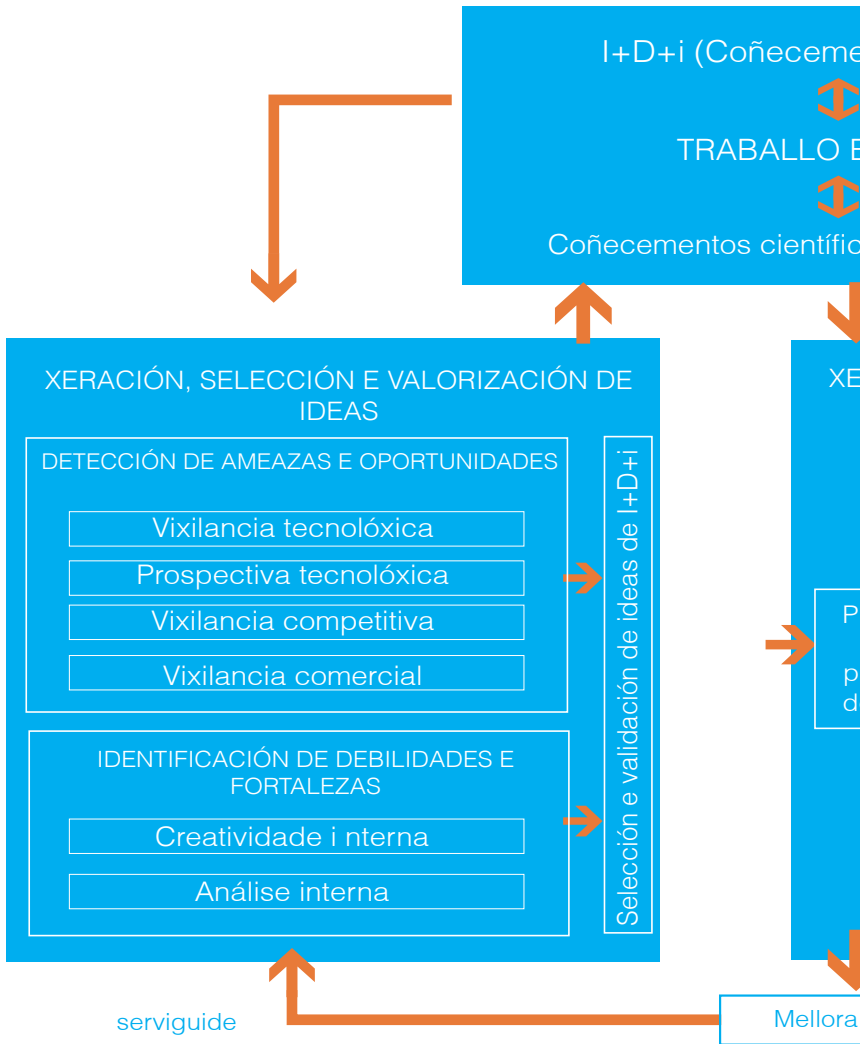 I+D+i (Coñeceme
TRABALLO E
Coñecementos científic
XERACIÓN, SELECCIÓN E VALORIZACIÓN DE
IDEAS
DETECCIÓN DE AMEAZAS E OPORTUNIDADES
Vixilancia tecnolóxica
Prospectiva tecnolóxica
Vixilancia competitiva
Vixilancia comercial
IDENTIFICACIÓN DE DEBILIDADES E
FORTALEZAS
Creatividade i nterna
Análise interna
Selección e validación de ideas de I+D+i
XE
P
p
d
serviguide
Mellora